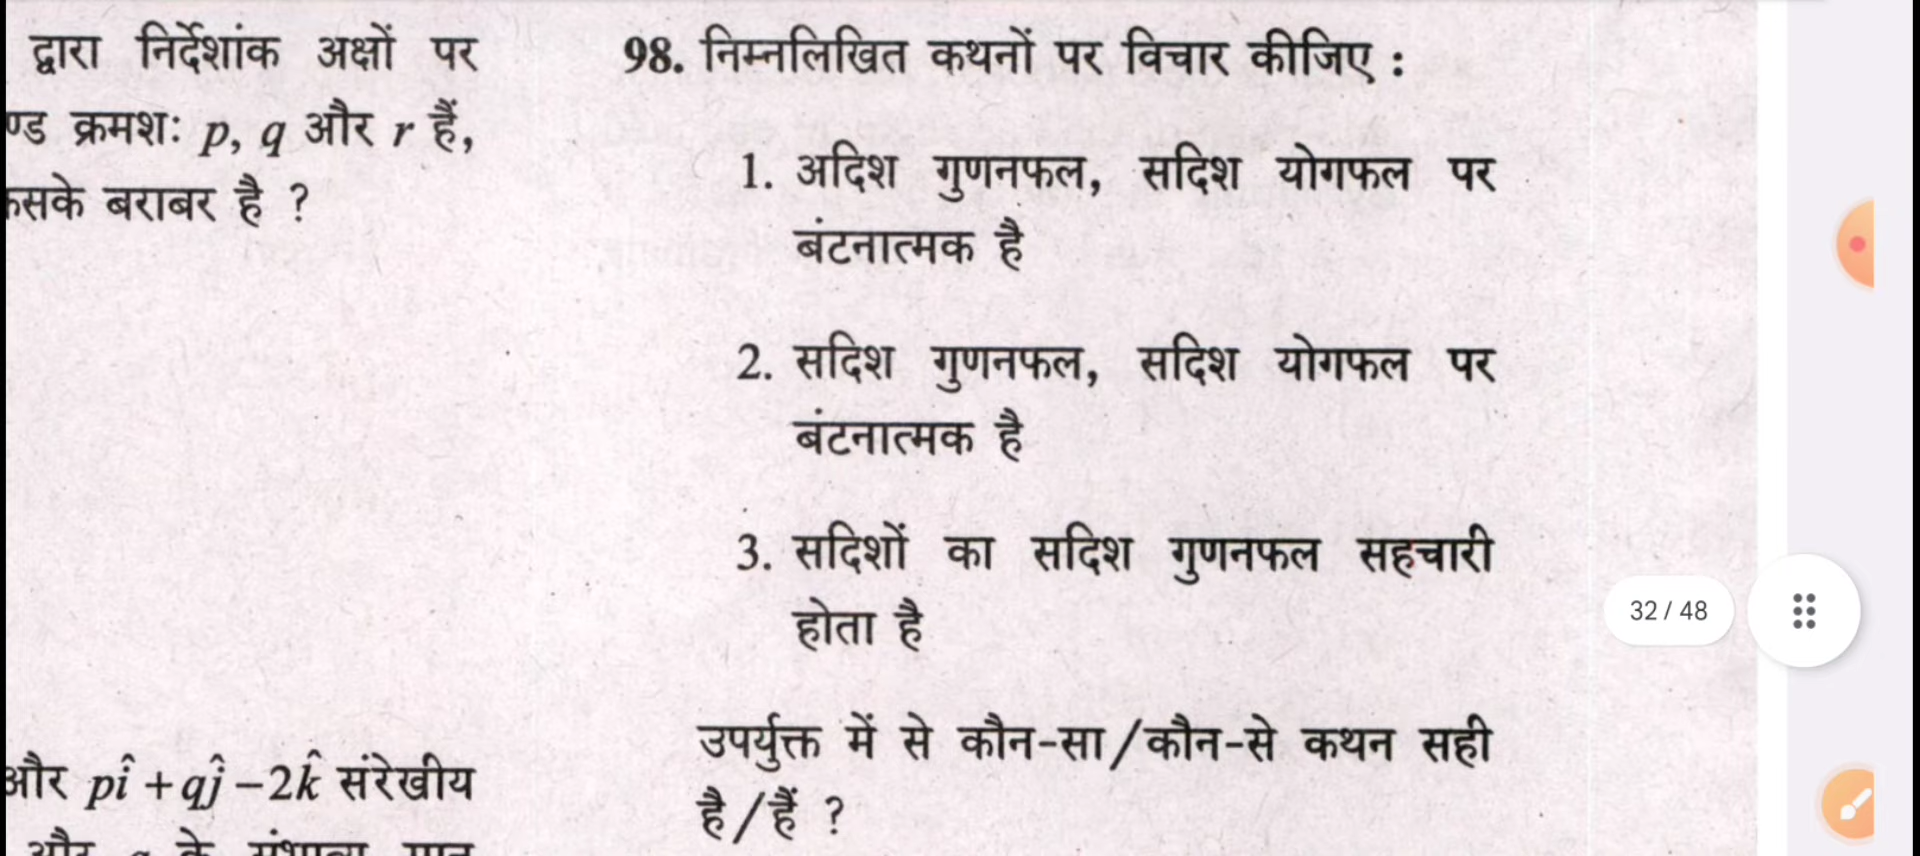 द्वारा निर्देशांक अक्षों पर
क्रमशः p, q और r हैं,
बराबर है ?
और pî + qĵ – 2k̂ संरेखीय
98. निम्नलिखित कथनों पर विचार कीजिए :
1. अदिश गुणनफल, सदिश योगफल पर
बंटनात्मक है
2. सदिश गुणनफल, सदिश योगफल पर
बंटनात्मक है
3. सदिशों का सदिश गुणनफल सहचारी
होता है
उपर्युक्त में से कौन-सा/कौन-से कथन सही
है/हैं ?
32 / 48